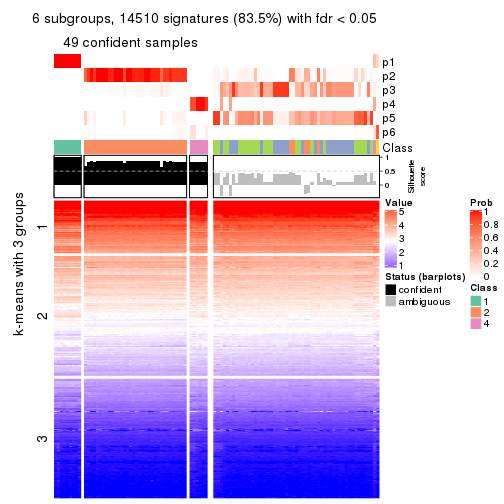 6 subgroups, 14510 signatures (83.5%) with fdr < 0.05
49 confident samples
p1
p2
p3
p4
p5
p6
Class
1
0.5
0
Silhouette
score
k-means with 3 groups
1
2
3
Value
5
4
3
2
1
Status (barplots)
confident
ambiguous
Prob
1
0.8
0.6
0.4
0.2
0
Class
1
2
4